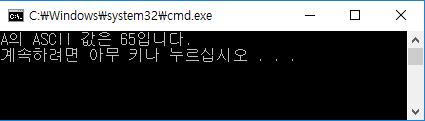 C:₩Windows₩system32₩cmd.exe
A의 ASCII 값은 65입니다.
계속하려면 아무 키나 누르십시오 . . .